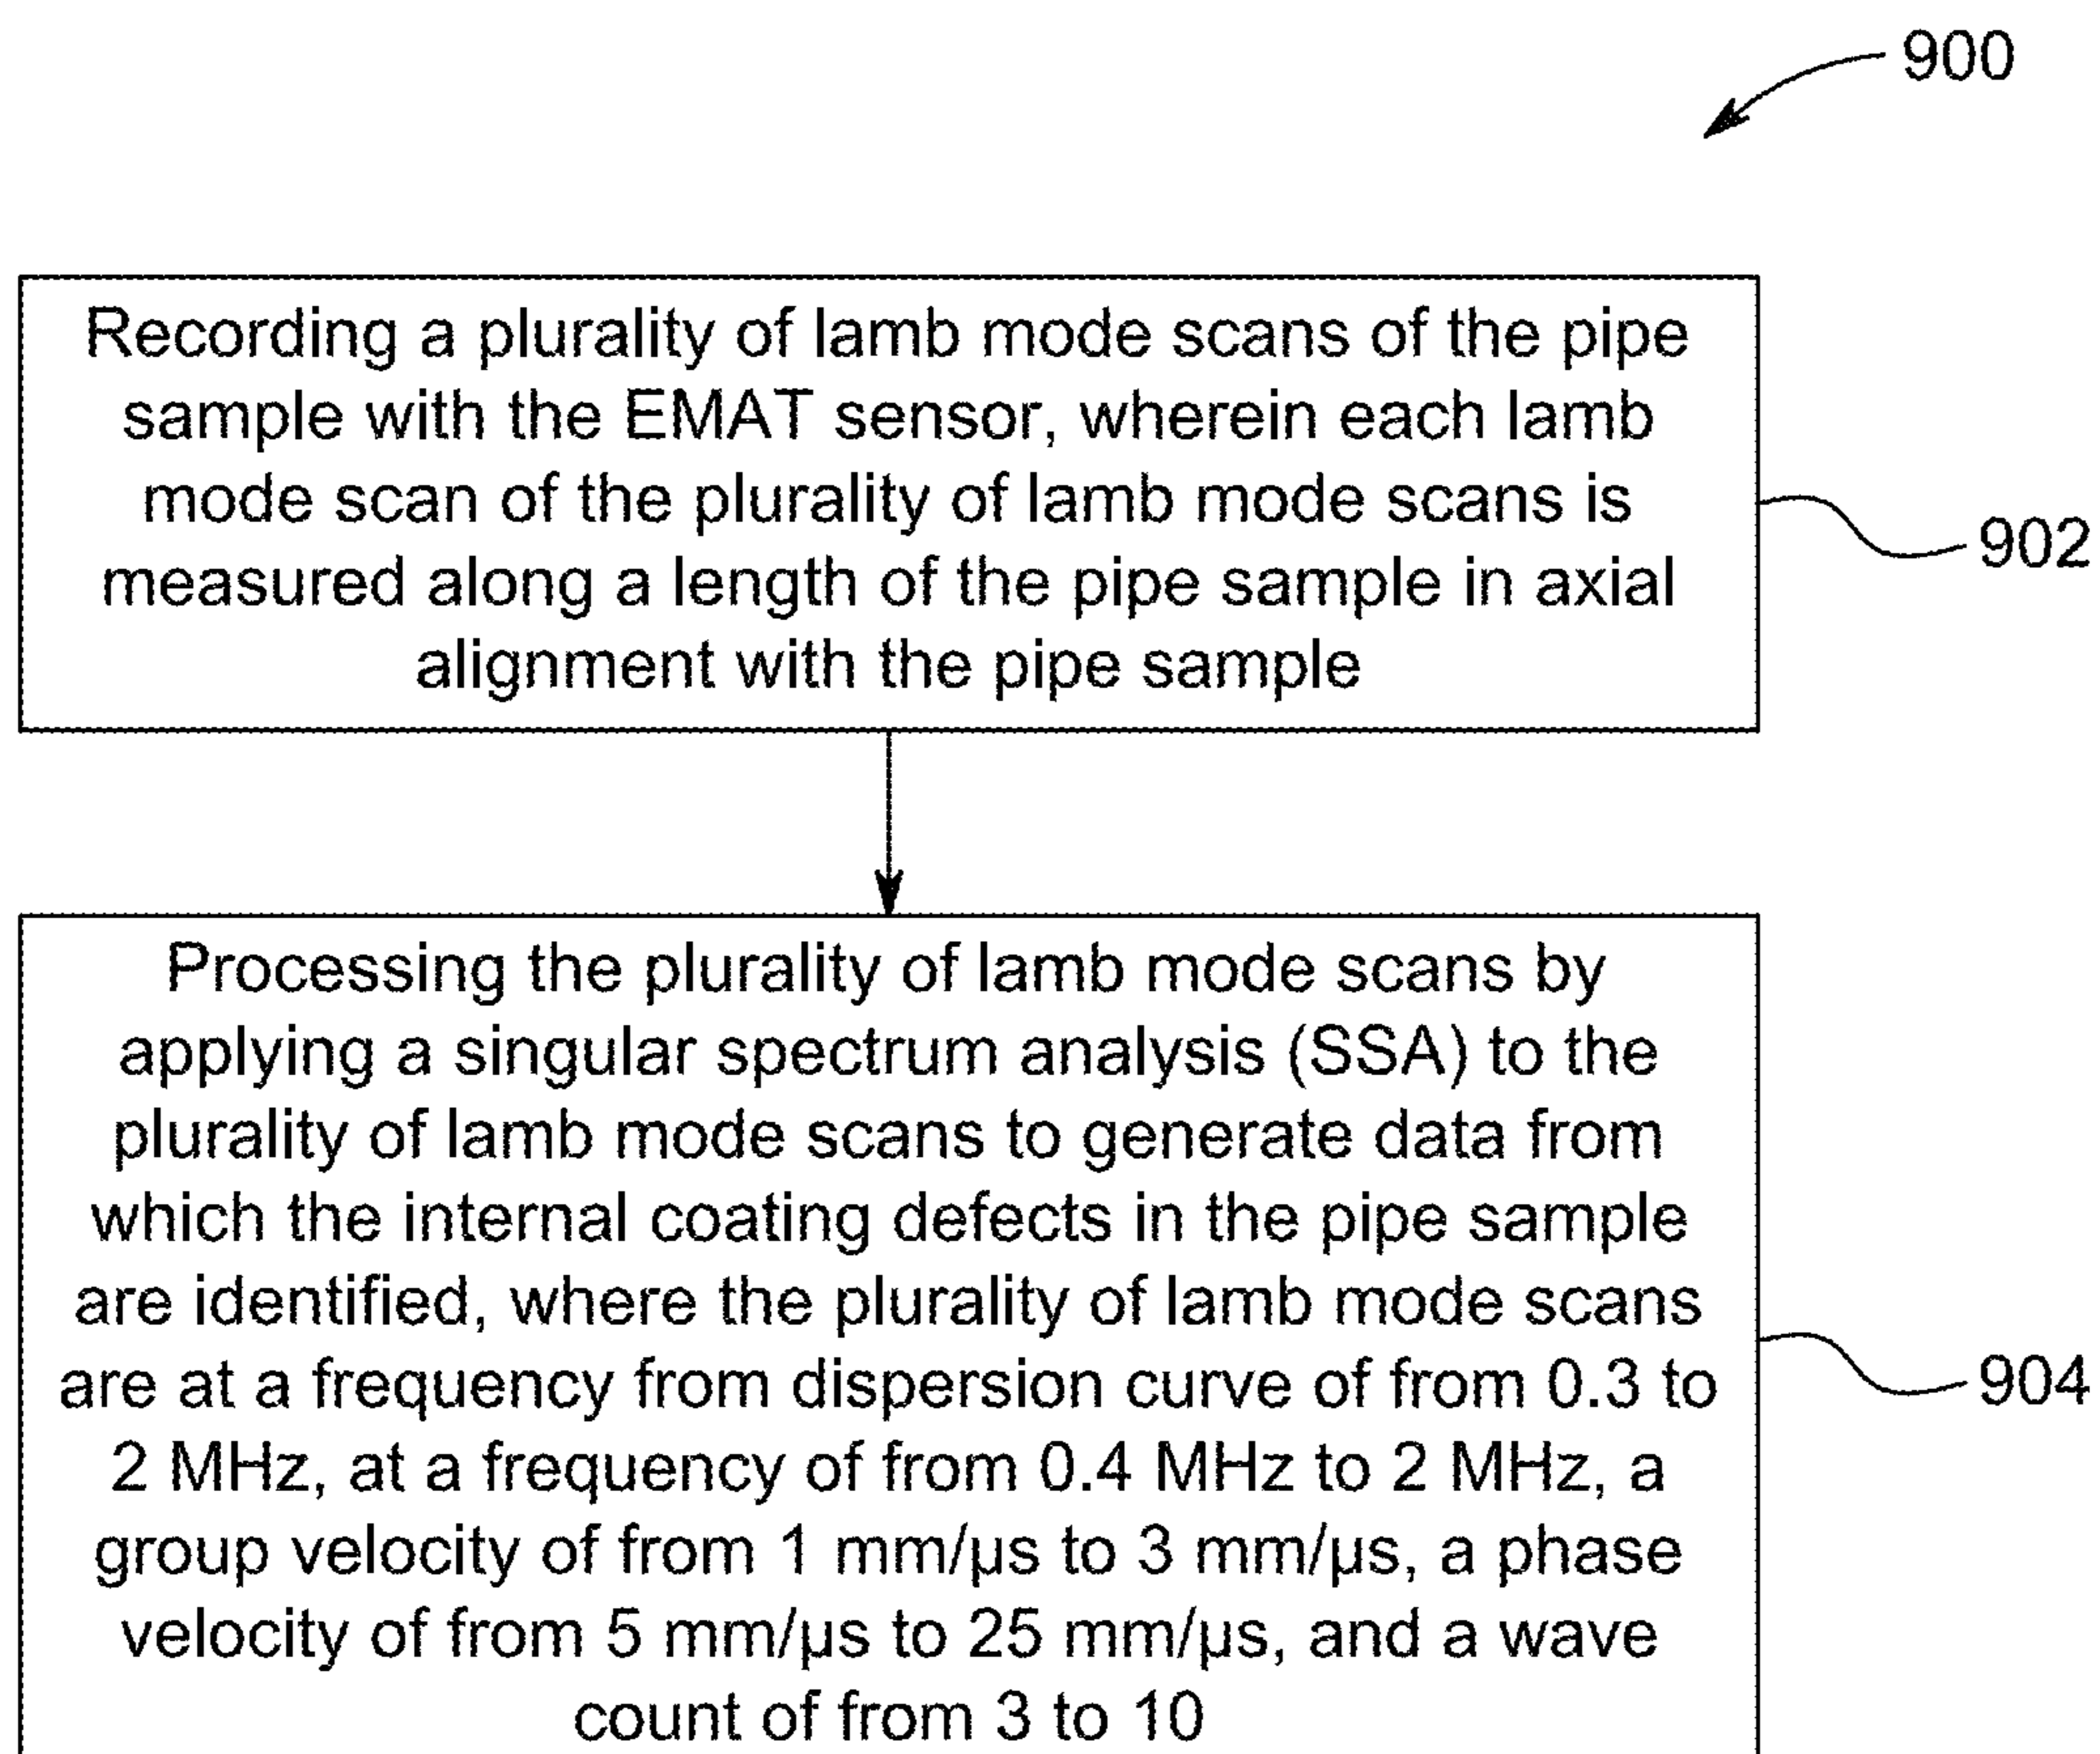 900
Recording a plurality of lamb mode scans of the pipe
sample with the EMAT sensor, wherein each lamb
mode scan of the plurality of lamb mode scans is
measured along a length of the pipe sample in axial
alignment with the pipe sample
902
Processing the plurality of lamb mode scans by
applying a singular spectrum analysis (SSA) to the
plurality of lamb mode scans to generate data from
which the internal coating defects in the pipe sample
are identified, where the plurality of lamb mode scans
are at a frequency from dispersion curve of from 0.3 to
2 MHz, at a frequency of from 0.4 MHz to 2 MHz, a
group velocity of from 1 mm/µs to 3 mm/µs, a phase
velocity of from 5 mm/µs to 25 mm/µs, and a wave
count of from 3 to 10
904